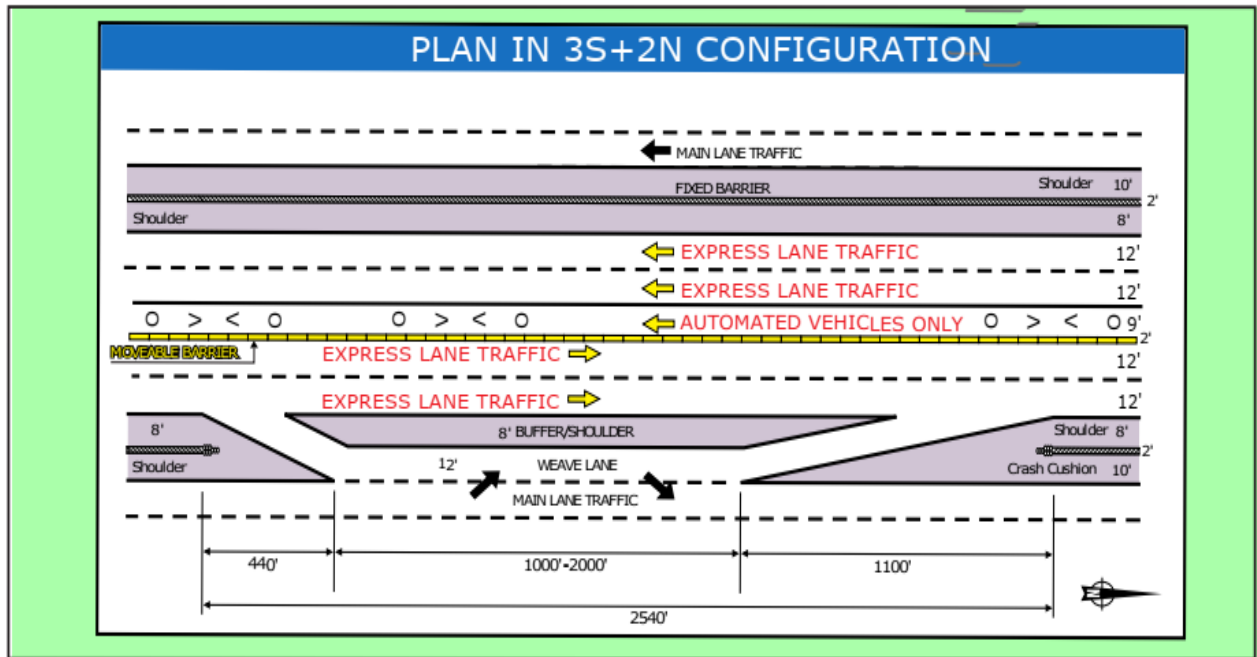 PLAN IN 3S+2N CONFIGURATION
MAIN LANE TRAFFIC
Shoulder 10'
FIXED BARRIER
2'
Shoulder
8'
EXPRESS LANE TRAFFIC 12'
EXPRESS LANE TRAFFIC 12'
O > < O O > < O AUTOMATED VEHICLES ONLY O > < O 9'
2'
MOVEABLE BARRIER
EXPRESS LANE TRAFFIC 12'
EXPRESS LANE TRAFFIC 12'
8' 8' BUFFER/SHOULDER Shoulder 8'
2'
Shoulder 12' WEAVE LANE Crash Cushion 10'
MAIN LANE TRAFFIC
440' 1000'-2000' 1100'
2540'